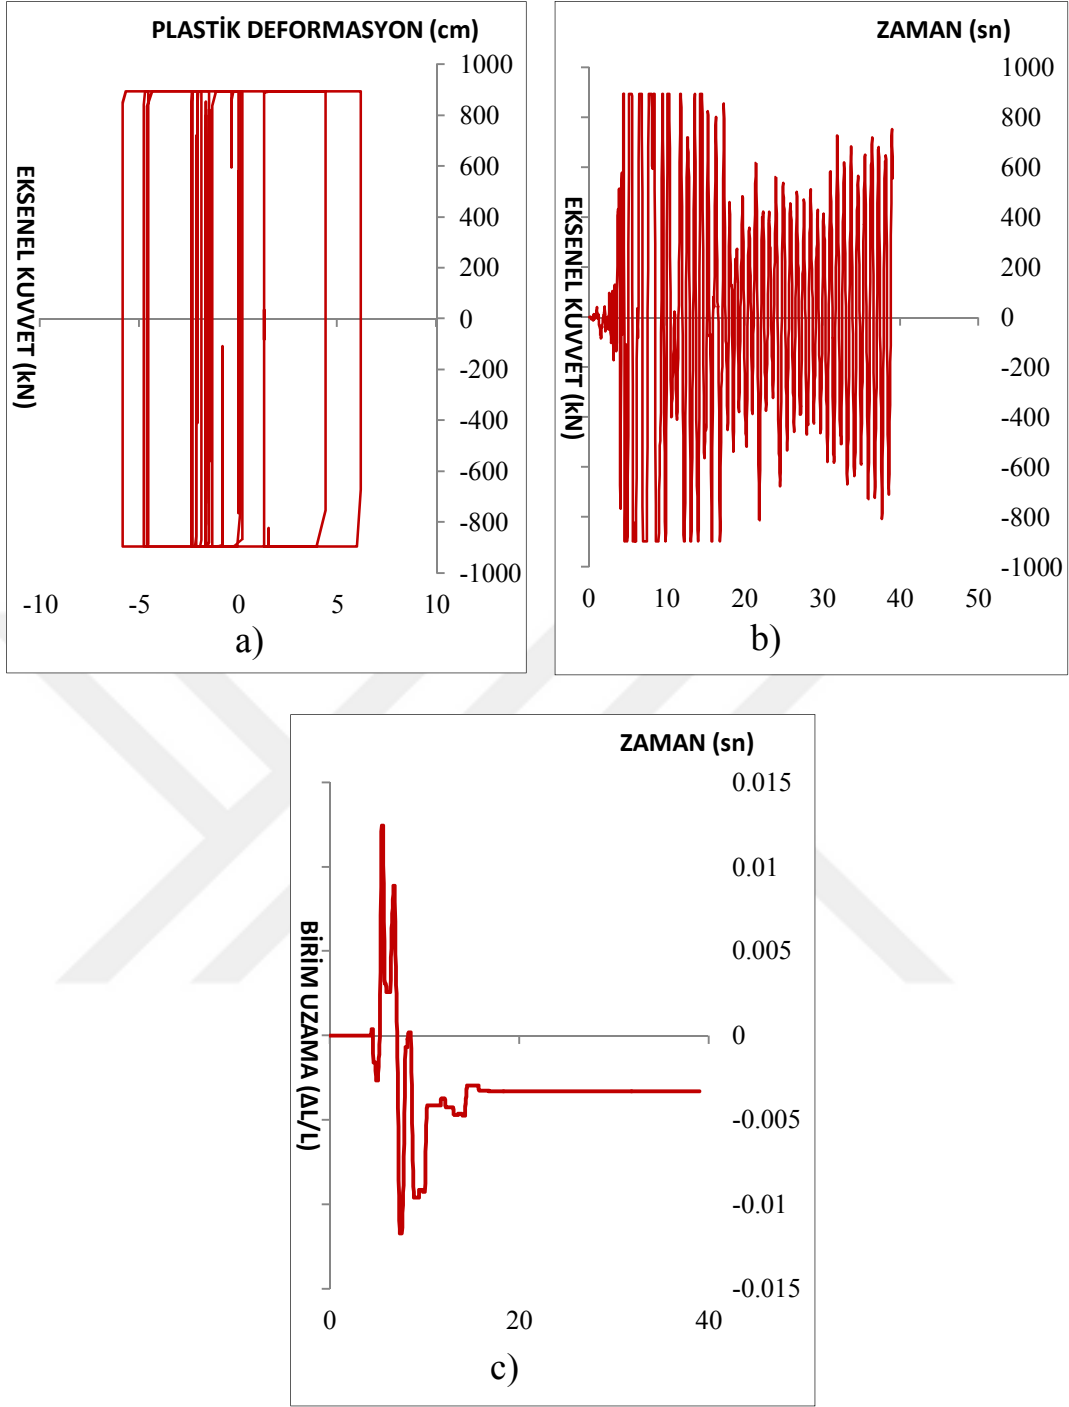 PLASTİK DEFORMASYON (cm)
1000
800
600
400
200
0
-200
-400
-600
-800
-1000
EKSENEL KUVVET (kN)
-10 -5 0 5 10
a)
ZAMAN (sn)
1000
800
600
400
200
0
-200
-400
-600
-800
-1000
EKSENEL KUVVET (kN)
0 10 20 30 40 50
b)
ZAMAN (sn)
0.015
0.01
0.005
0
-0.005
-0.01
-0.015
BİRİM UZAMA (ΔL/L)
0 20 40
c)